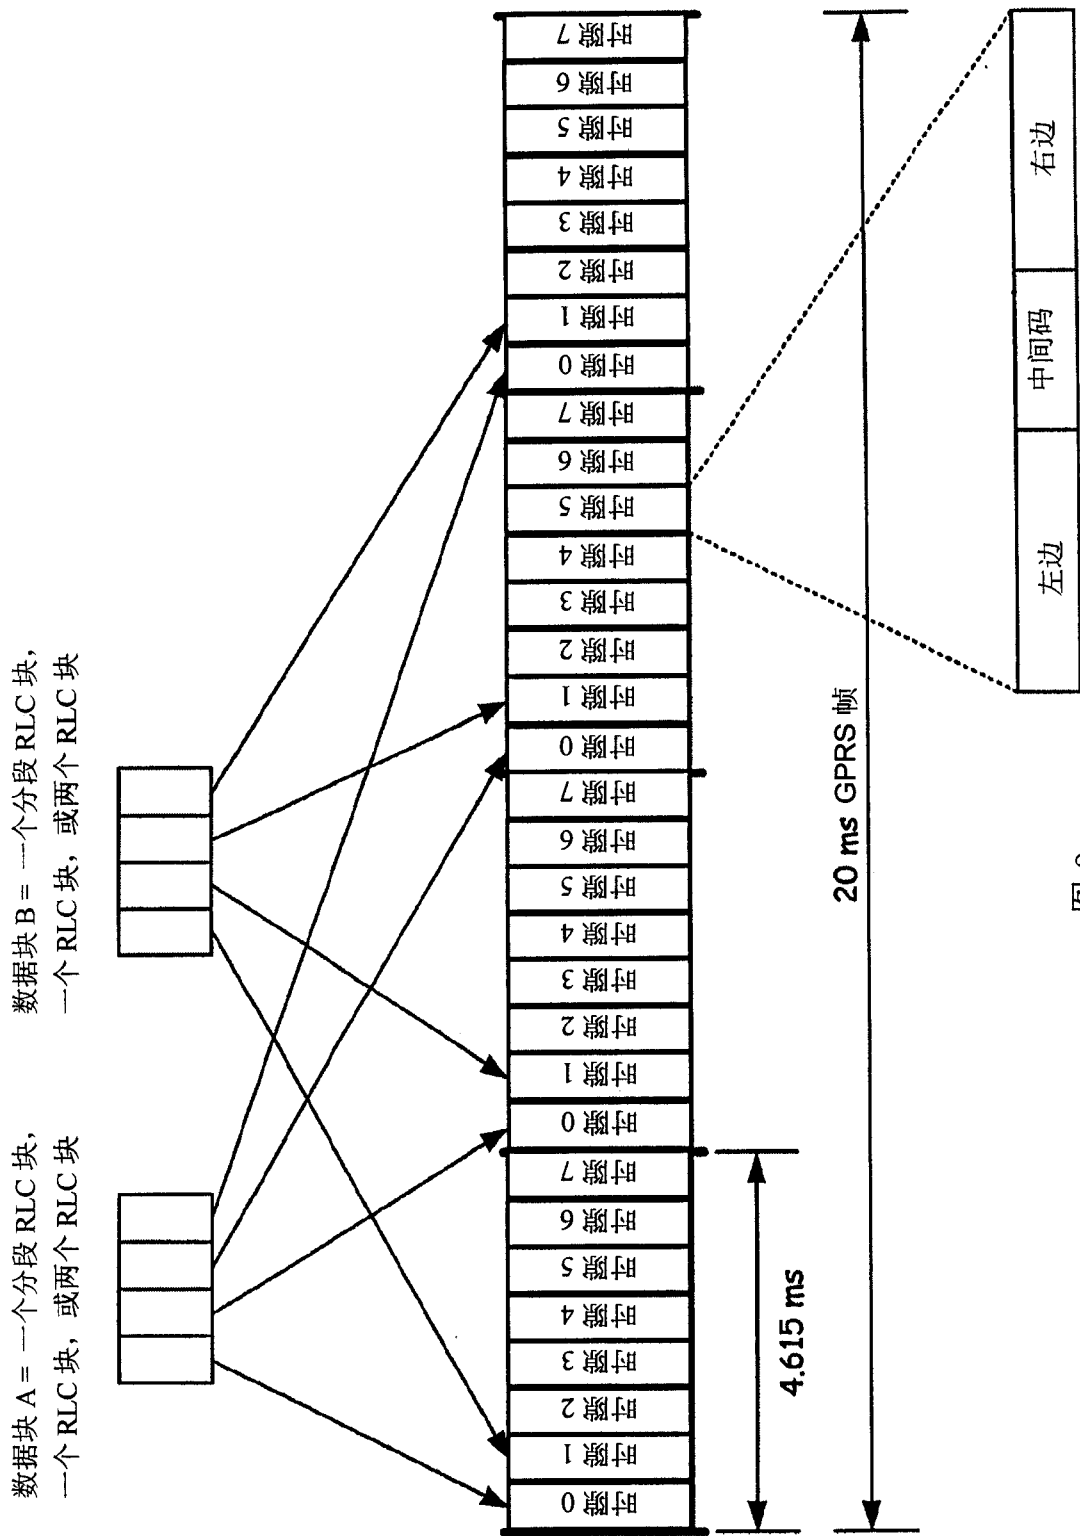 数据块 A = 一个分段 RLC 块,
一个 RLC 块, 或两个 RLC 块
数据块 B = 一个分段 RLC 块,
一个 RLC 块, 或两个 RLC 块
时隙 0
时隙 1
时隙 2
时隙 3
时隙 4
时隙 5
时隙 6
时隙 7
时隙 0
时隙 1
时隙 2
时隙 3
时隙 4
时隙 5
时隙 6
时隙 7
时隙 0
时隙 1
时隙 2
时隙 3
时隙 4
时隙 5
时隙 6
时隙 7
时隙 0
时隙 1
时隙 2
时隙 3
时隙 4
时隙 5
时隙 6
时隙 7
4.615 ms
20 ms GPRS 帧
左边
中间码
右边
图